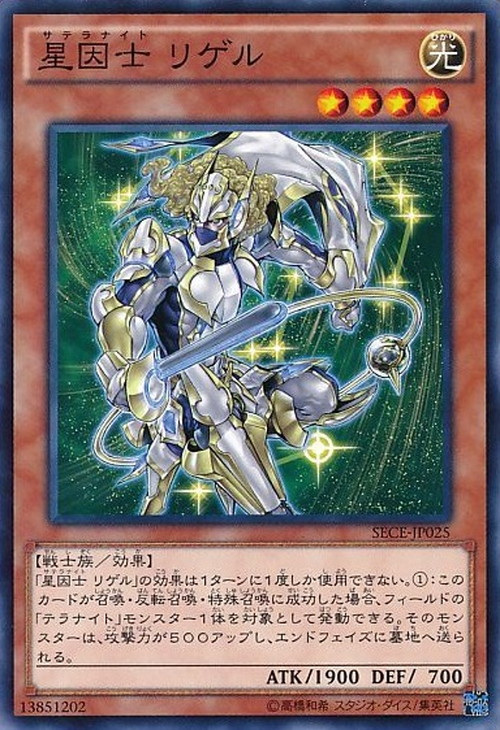 サテラナイト
星因士 リゲル
ひかり
光
SECE-JP025
【戦士族／効果】
「星因士 リゲル」の効果は１ターンに１度しか使用できない。①：この
カードが召喚・反転召喚・特殊召喚に成功した場合、フィールドの
「テラナイト」モンスター１体を対象として発動できる。そのモン
スターは、攻撃力が５００アップし、エンドフェイズに墓地へ送ら
れる。
ATK/1900 DEF/ 700
13851202
©高橋和希 スタジオ・ダイス/集英社